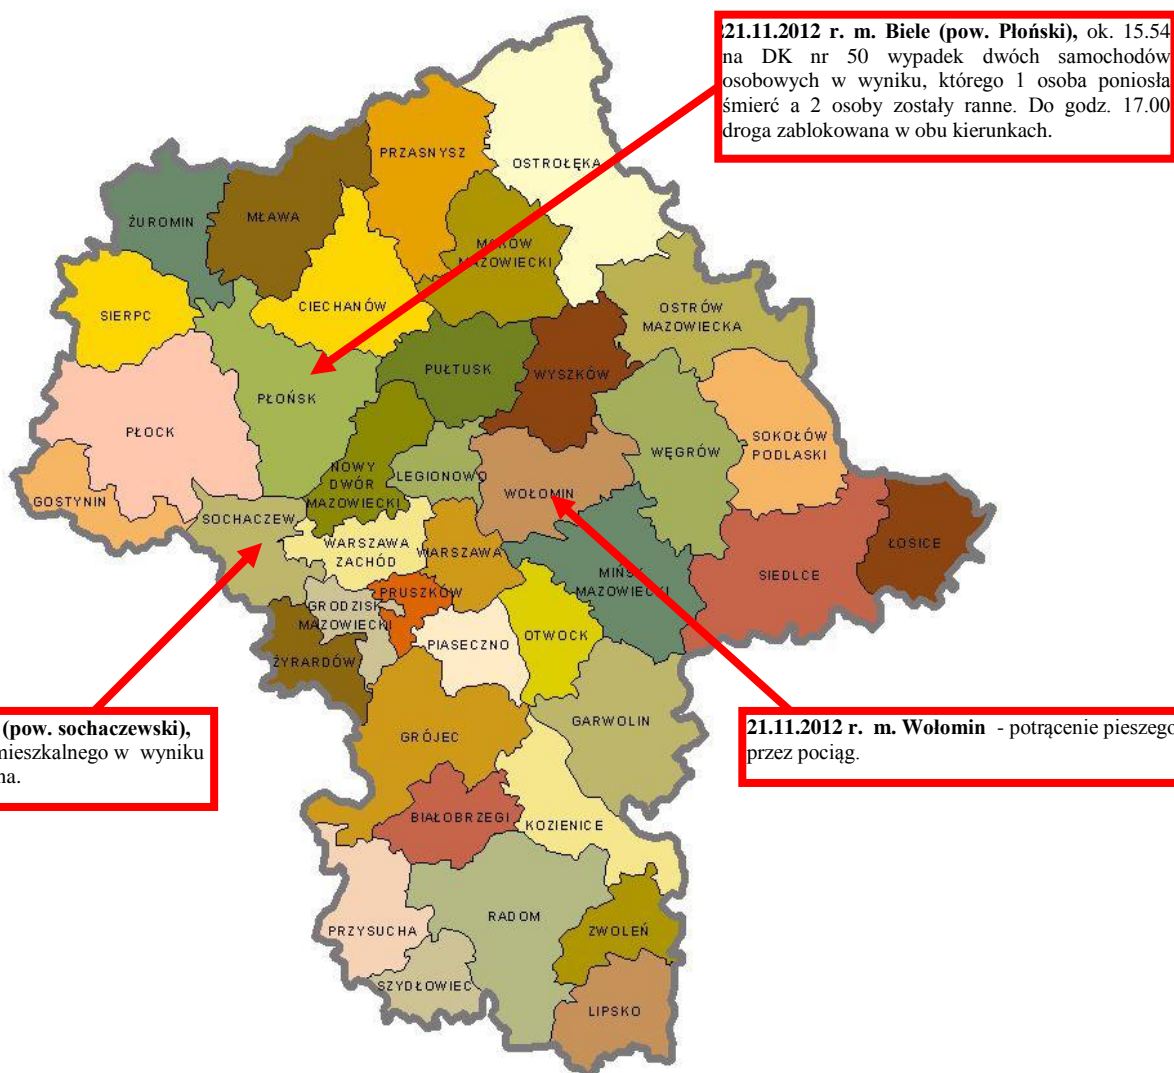 221.11.2012 r. m. Biele (pow. Płoński), ok. 15.54
na DK nr 50 wypadek dwóch samochodów
osobowych w wyniku, którego 1 osoba poniosła
śmierć a 2 osoby zostały ranne. Do godz. 17.00
droga zablokowana w obu kierunkach.
PRZASNYSZ
OSTROŁĘKA
ŻUROMIN
MŁAWA
MAKÓW
MAZOWIECKI
SIERPC
CIECHANÓW
OSTRÓW
MAZOWIECKA
PUŁTUSK
WYSZKÓW
PŁOŃSK
PŁOCK
SOKOŁÓW
PODLASKI
WĘGRÓW
NOWY
DWÓR
MAZOWIECKI
LEGIONOWO
WOŁOMIN
GOSTYNIN
SOCHACZEW
WARSZAWA
ZACHÓD
WARSZAWA
MIŃSK
MAZOWIECKI
SIEDLCE
ŁOSICE
PRUSZKÓW
GRODZISK
MAZOWIECKI
PIASECZNO
OTWOCK
ŻYRARDÓW
GARWOLIN
GRÓJEC
(pow. sochaczewski),
mieszkalnego w wyniku
na.
21.11.2012 r. m. Wołomin - potrącenie pieszego
przez pociąg.
BIAŁOBRZEGI
KOZIENICE
RADOM
PRZYSUCHA
ZWOLEŃ
SZYDŁOWIEC
LIPSKO